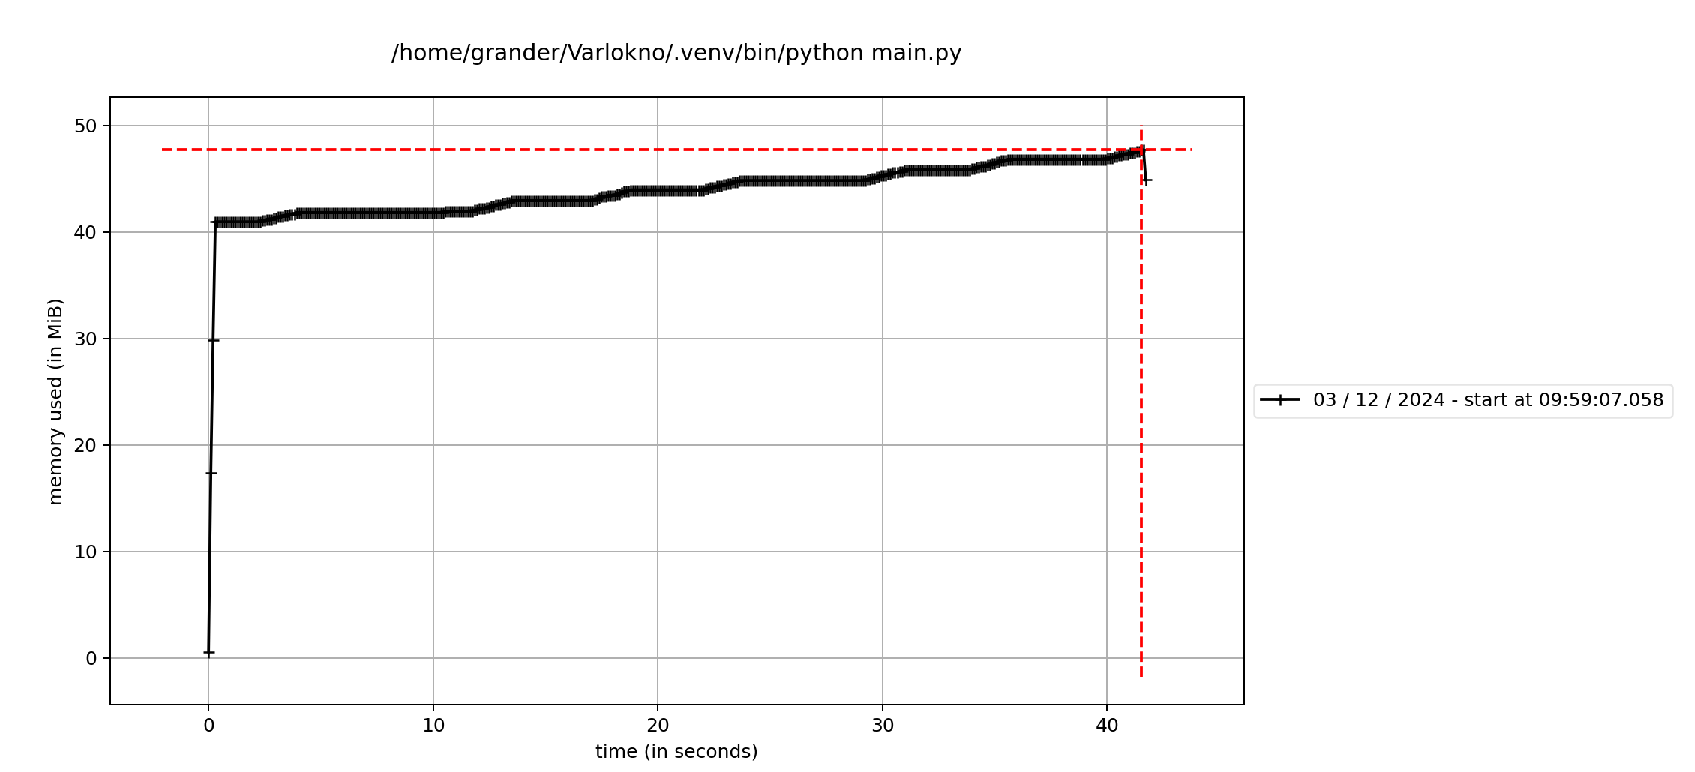 /home/grander/Varlokno/.venv/bin/python main.py
50
40
30
20
10
0
memory used (in MiB)
0 10 20 30 40
time (in seconds)
03 / 12 / 2024 - start at 09:59:07.058